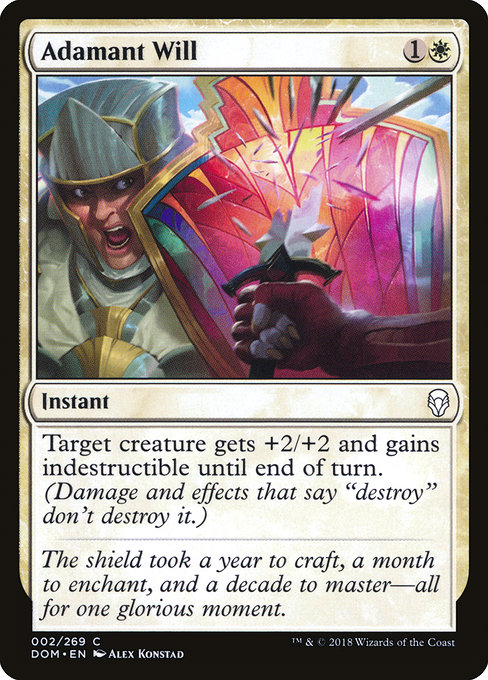 Adamant Will 1
Instant
Target creature gets +2/+2 and gains
indestructible until end of turn.
(Damage and effects that say “destroy”
don’t destroy it.)
The shield took a year to craft, a month
to enchant, and a decade to master—all
for one glorious moment.
002/269 C
™ & © 2018 Wizards of the Coast
DOM • EN Alex Konstad